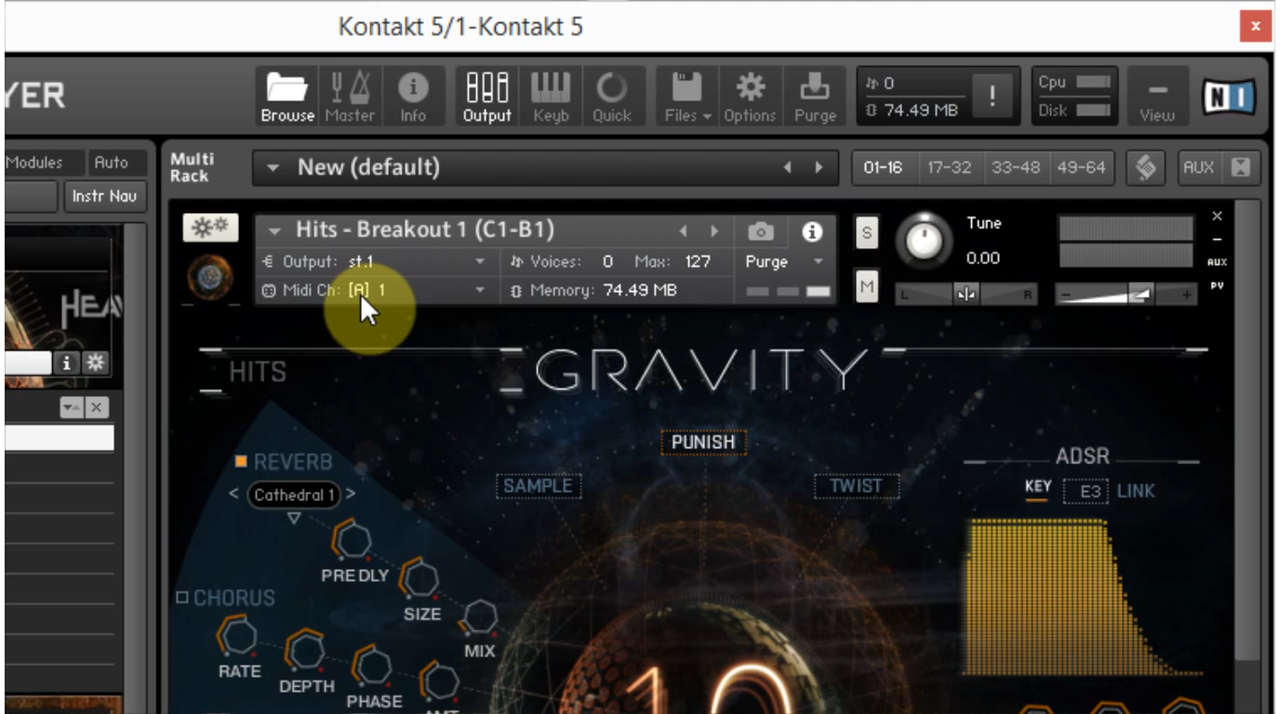 Kontakt 5/1-Kontakt 5
x
YER
Browse Master Info Output Keyb Quick Files Options Purge
0
74.49 MB
!
Cpu
Disk
View
NI
Modules Auto
Instr Nav
Multi
Rack
New (default)
01-16 17-32 33-48 49-64
AUX
Hits - Breakout 1 (C1-B1)
Output: st.1
Voices: 0 Max: 127
Purge
Midi Ch: [A] 1
Memory: 74.49 MB
S
M
Tune
0.00
L R
- +
x
-
AUX
PV
HEA
i
HITS
GRAVITY
PUNISH
SAMPLE
TWIST
ADSR
KEY E3 LINK
REVERB
< Cathedral 1 >
PRE DLY
SIZE
MIX
CHORUS
RATE
DEPTH
PHASE